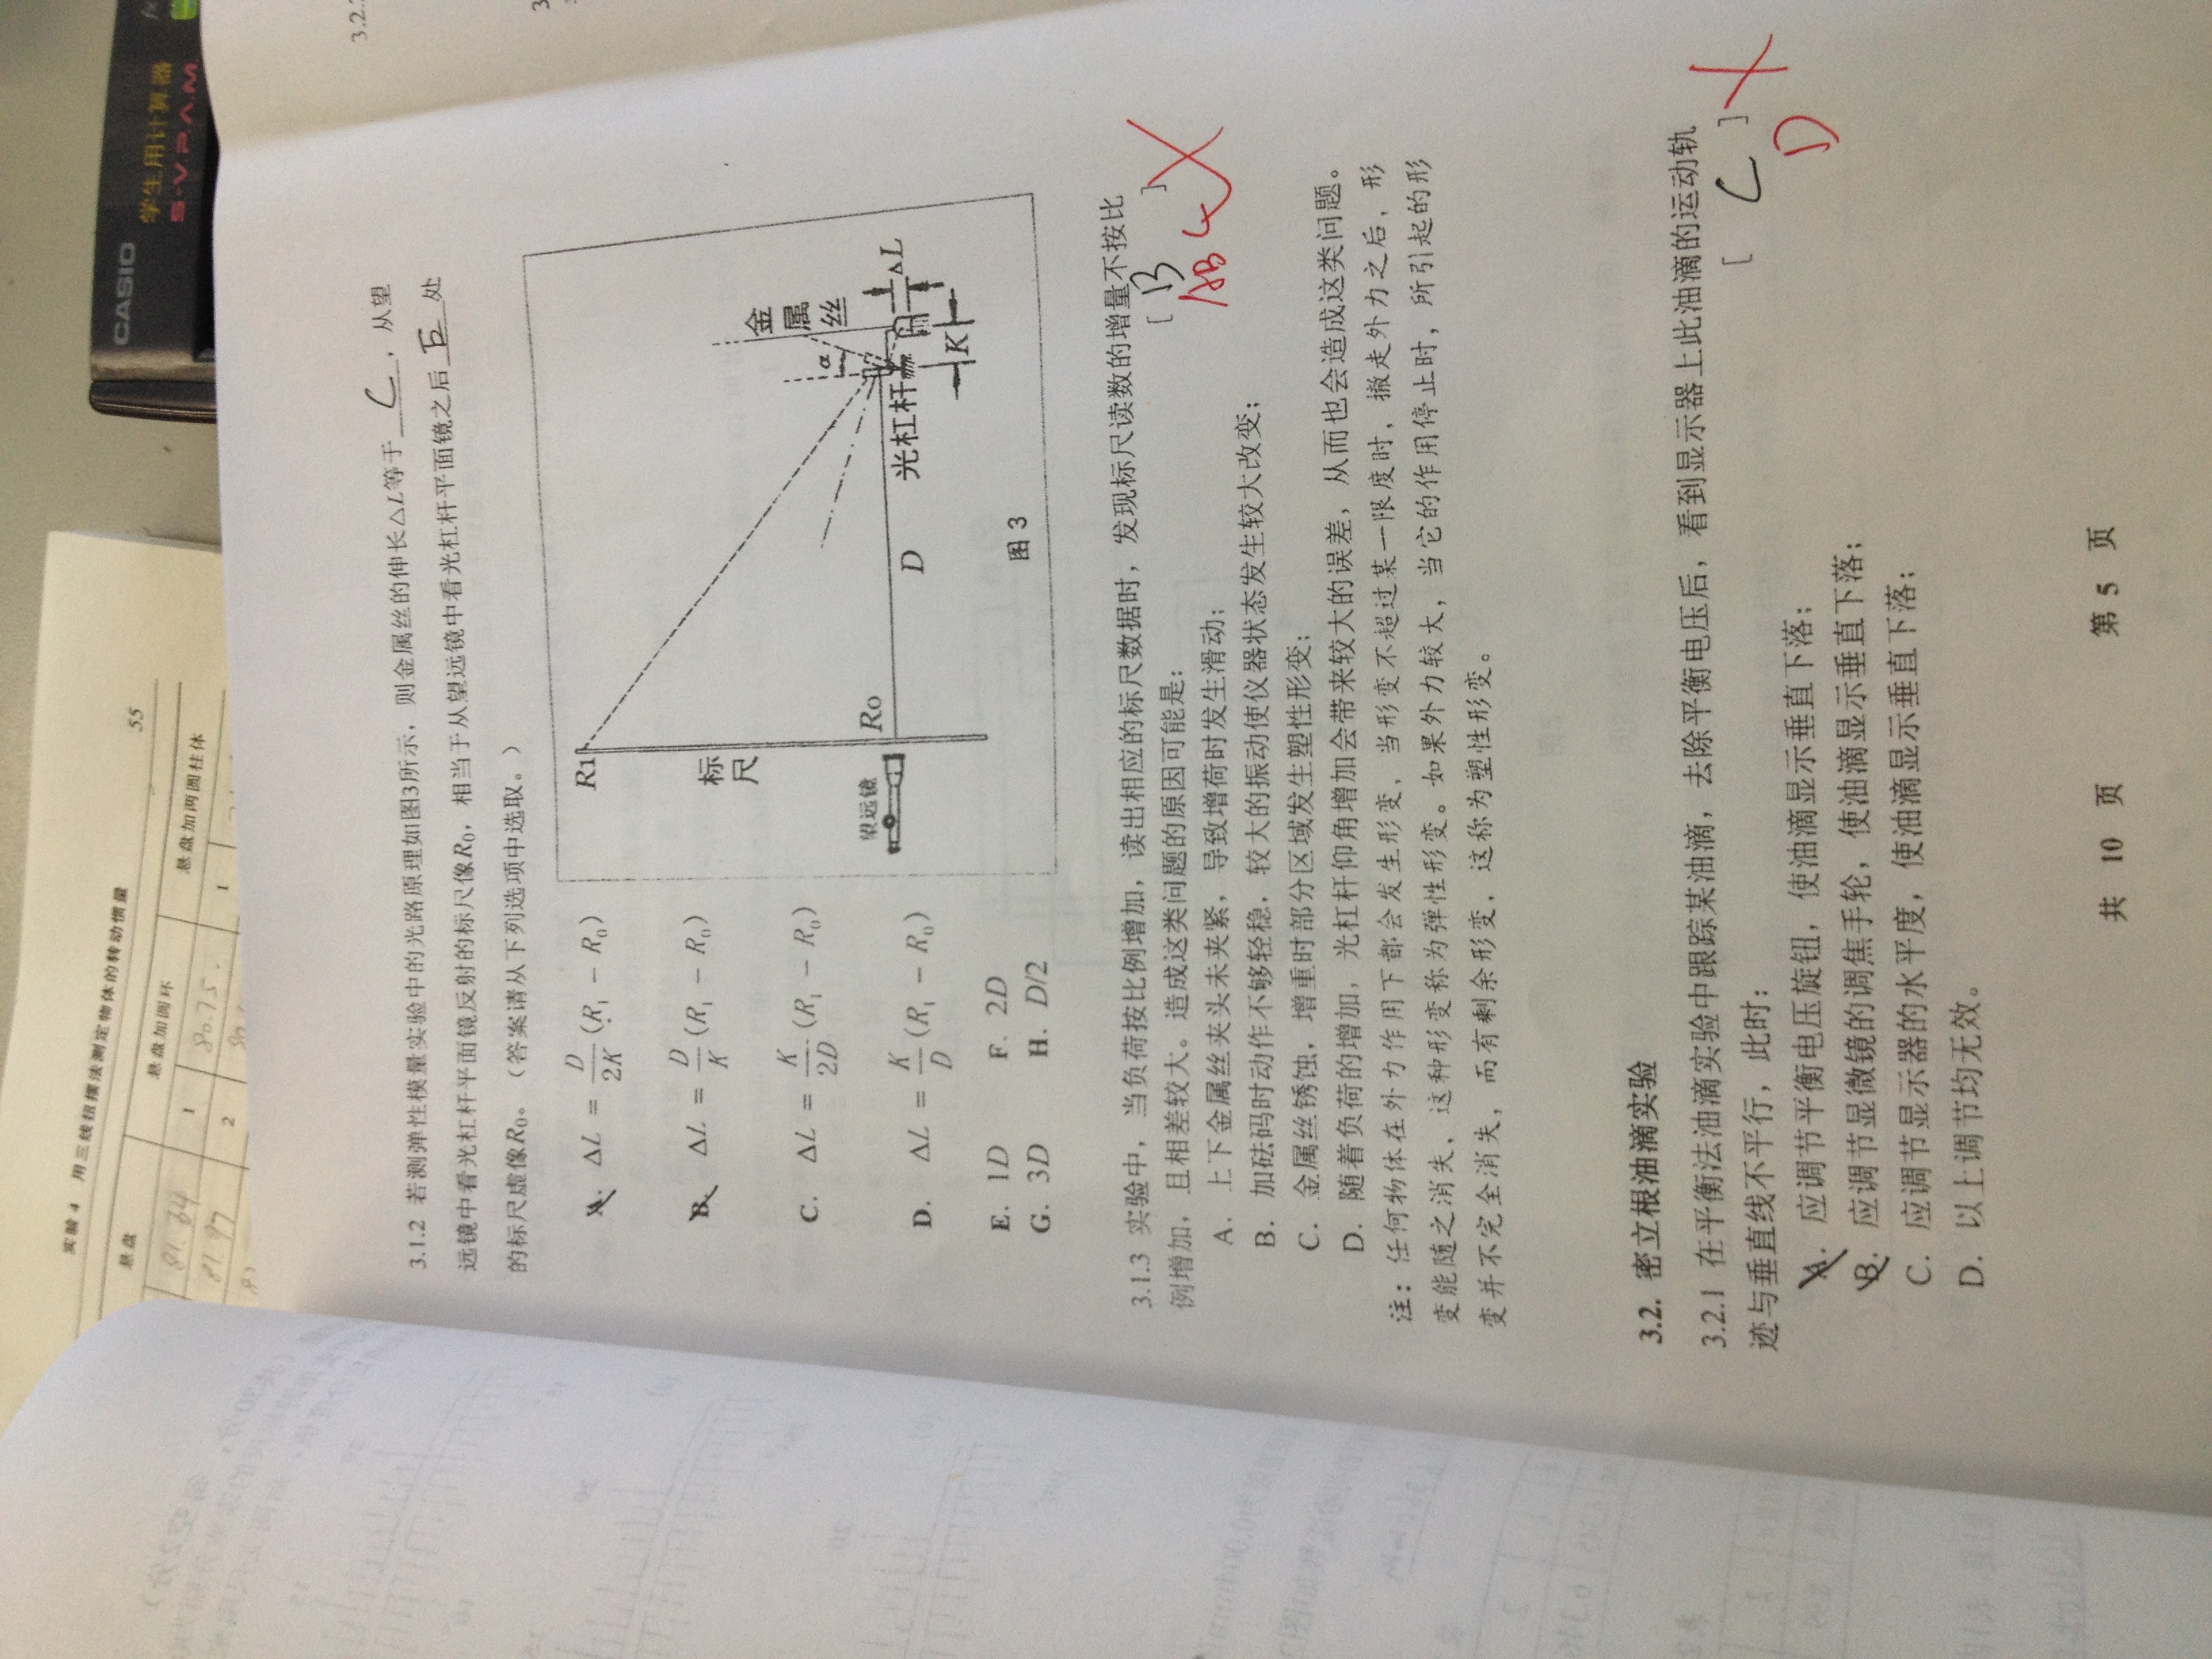 实验4 用三线扭摆法测定物体的转动惯量
55
悬盘 悬盘加圆环 悬盘加两圆柱体
81.64 1 80.75. 1
81.97 2
CASIO
学生用计算器
S-V.P.A.M.
3.1.2 若测弹性模量实验中的光路原理如图3所示，则金属丝的伸长△L等于 C ，从望
远镜中看光杠杆平面镜反射的标尺像R₀，相当于从望远镜中看光杠杆平面镜之后 E 处
的标尺虚像R₀。（答案请从下列选项中选取。）
A. ΔL = D/2K (R₁ − R₀)
B. ΔL = D/K (R₁ − R₀)
C. ΔL = K/2D (R₁ − R₀)
D. ΔL = K/D (R₁ − R₀)
E. 1D F. 2D
G. 3D H. D/2
R1
标尺
金属丝
α
望远镜
R0
D
光杠杆
ΔL
K
图 3
3.1.3 实验中，当负荷按比例增加，读出相应的标尺数据时，发现标尺读数的增量不按比
例增加，且相差较大。造成这类问题的原因可能是：
[ B ]
ABC
A. 上下金属丝夹头未夹紧，导致增荷时发生滑动；
B. 加砝码时动作不够轻稳，较大的振动使仪器状态发生较大改变；
C. 金属丝锈蚀，增重时部分区域发生塑性形变；
D. 随着负荷的增加，光杠杆仰角增加会带来较大的误差，从而也会造成这类问题。
注：任何物体在外力作用下都会发生形变，当形变不超过某一限度时，撤走外力之后，形
变能随之消失，这种形变称为弹性形变。如果外力较大，当它的作用停止时，所引起的形
变并不完全消失，而有剩余形变，这称为塑性形变。
3.2. 密立根油滴实验
3.2.1 在平衡法油滴实验中跟踪某油滴，去除平衡电压后，看到显示器上此油滴的运动轨
迹与垂直线不平行，此时：
[ C ]
D
A. 应调节平衡电压旋钮，使油滴显示垂直下落；
B. 应调节显微镜的调焦手轮，使油滴显示垂直下落；
C. 应调节显示器的水平度，使油滴显示垂直下落；
D. 以上调节均无效。
共 10 页 第 5 页